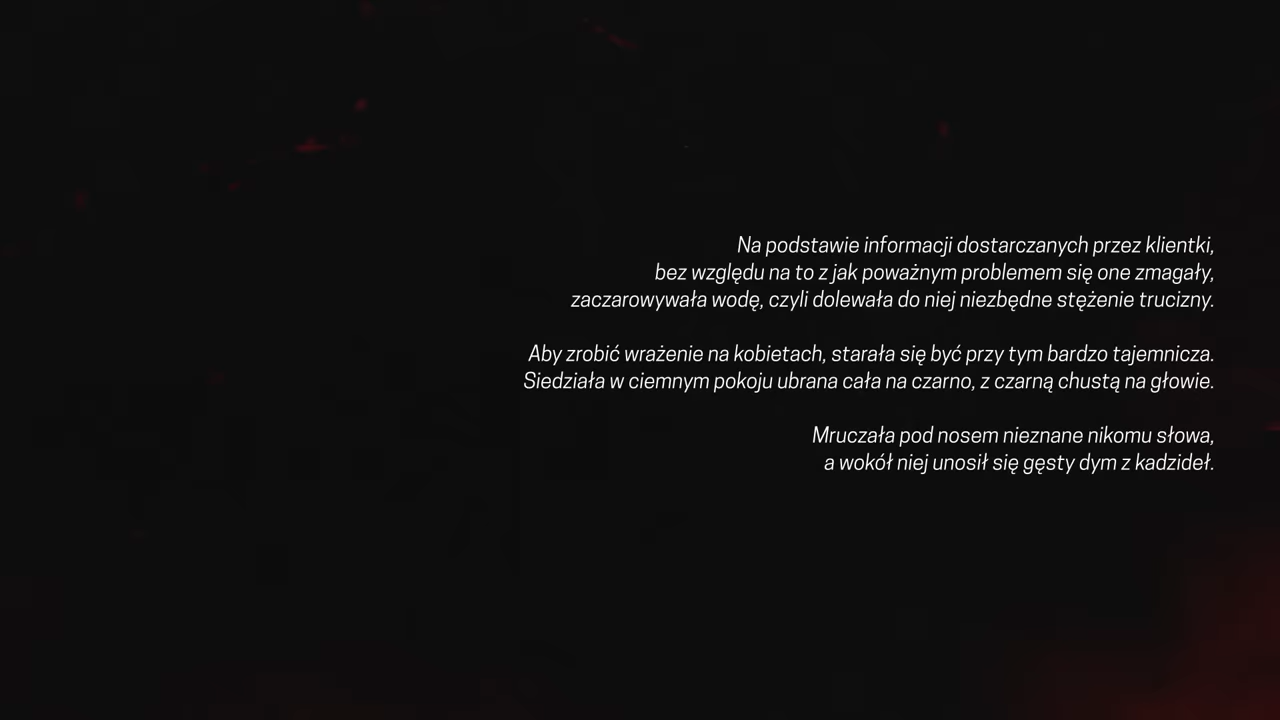 Na podstawie informacji dostarczanych przez klientki,
bez względu na to z jak poważnym problemem się one zmagały,
zaczarowywała wodę, czyli dolewała do niej niezbędne stężenie trucizny.
Aby zrobić wrażenie na kobietach, starała się być przy tym bardzo tajemnicza.
Siedziała w ciemnym pokoju ubrana cała na czarno, z czarną chustą na głowie.
Mruczała pod nosem nieznane nikomu słowa,
a wokół niej unosił się gęsty dym z kadzideł.